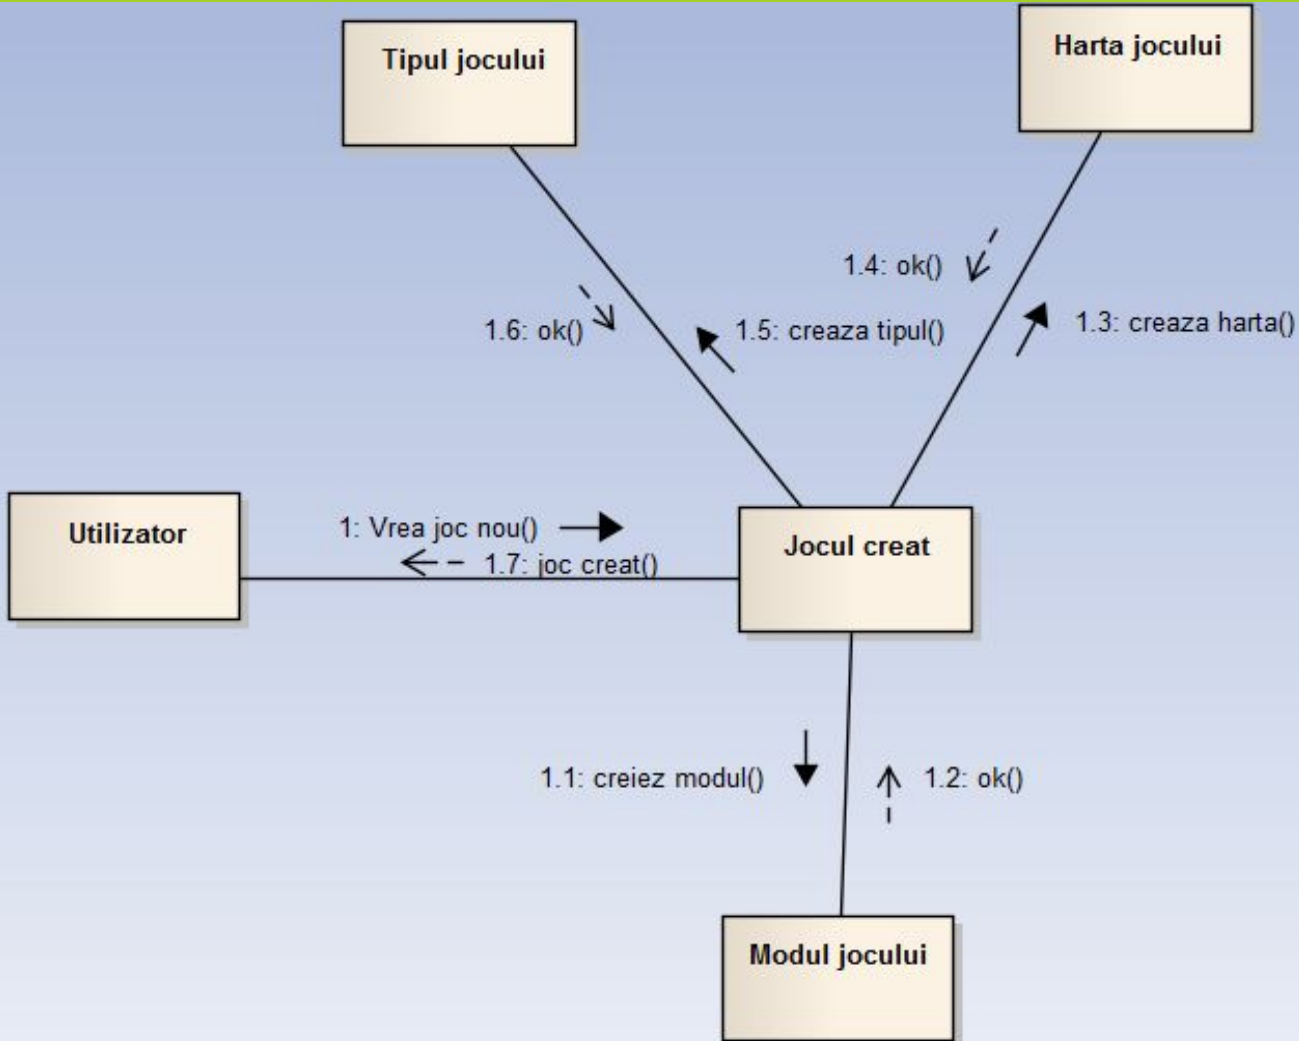 Tipul jocului
Harta jocului
1.4: ok()
1.6: ok()
1.5: creaza tipul()
1.3: creaza harta()
Utilizator
1: Vrea joc nou()
1.7: joc creat()
Jocul creat
1.1: creiez modul()
1.2: ok()
Modul jocului